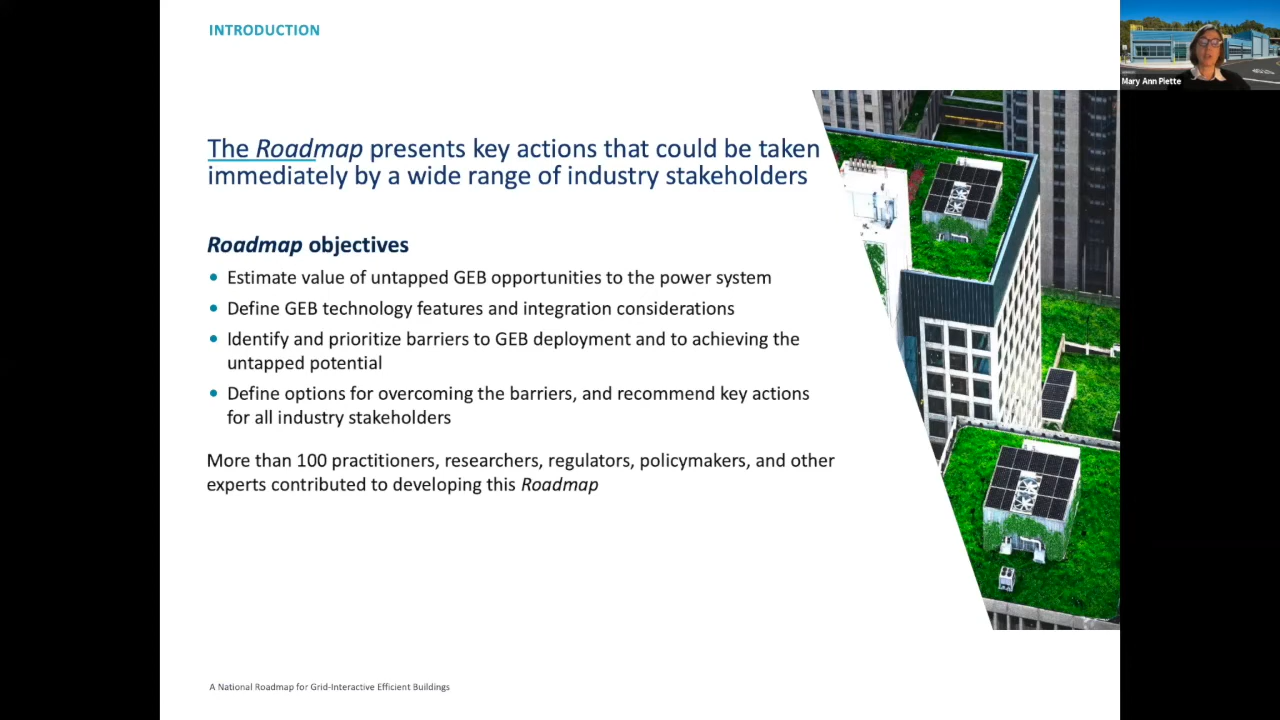 INTRODUCTION
Mary Ann Piette
The Roadmap presents key actions that could be taken
immediately by a wide range of industry stakeholders
Roadmap objectives
• Estimate value of untapped GEB opportunities to the power system
• Define GEB technology features and integration considerations
• Identify and prioritize barriers to GEB deployment and to achieving the
untapped potential
• Define options for overcoming the barriers, and recommend key actions
for all industry stakeholders
More than 100 practitioners, researchers, regulators, policymakers, and other
experts contributed to developing this Roadmap
A National Roadmap for Grid-Interactive Efficient Buildings